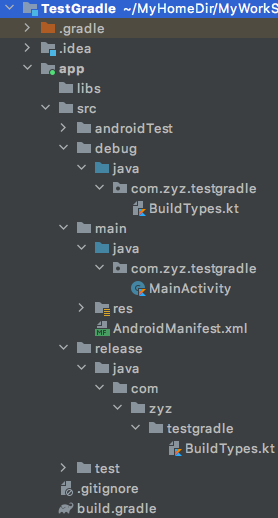 TestGradle ~/MyHomeDir/MyWorkS
.gradle
.idea
app
libs
src
androidTest
debug
java
com.zyz.testgradle
BuildTypes.kt
main
java
com.zyz.testgradle
MainActivity
res
AndroidManifest.xml
release
java
com
zyz
testgradle
BuildTypes.kt
test
.gitignore
build.gradle